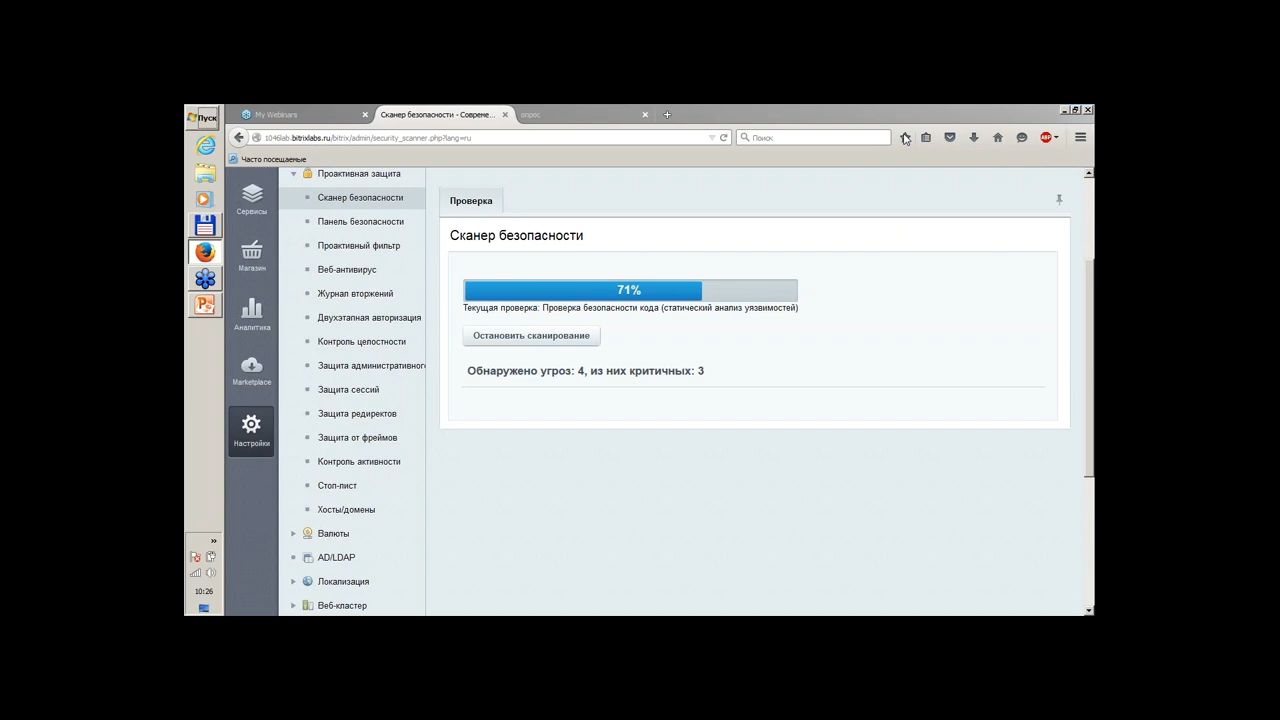 Пуск
My Webinars
Сканер безопасности - Совреме...
опрос
1046lab.bitrixlabs.ru/bitrix/admin/security_scanner.php?lang=ru
Поиск
ABP
Часто посещаемые
Сервисы
Магазин
Аналитика
Marketplace
Настройки
Проактивная защита
Сканер безопасности
Панель безопасности
Проактивный фильтр
Веб-антивирус
Журнал вторжений
Двухэтапная авторизация
Контроль целостности
Защита административног
Защита сессий
Защита редиректов
Защита от фреймов
Контроль активности
Стоп-лист
Хосты/домены
Валюты
AD/LDAP
Локализация
Веб-кластер
Проверка
Сканер безопасности
71%
Текущая проверка: Проверка безопасности кода (статический анализ уязвимостей)
Остановить сканирование
Обнаружено угроз: 4, из них критичных: 3
10:26